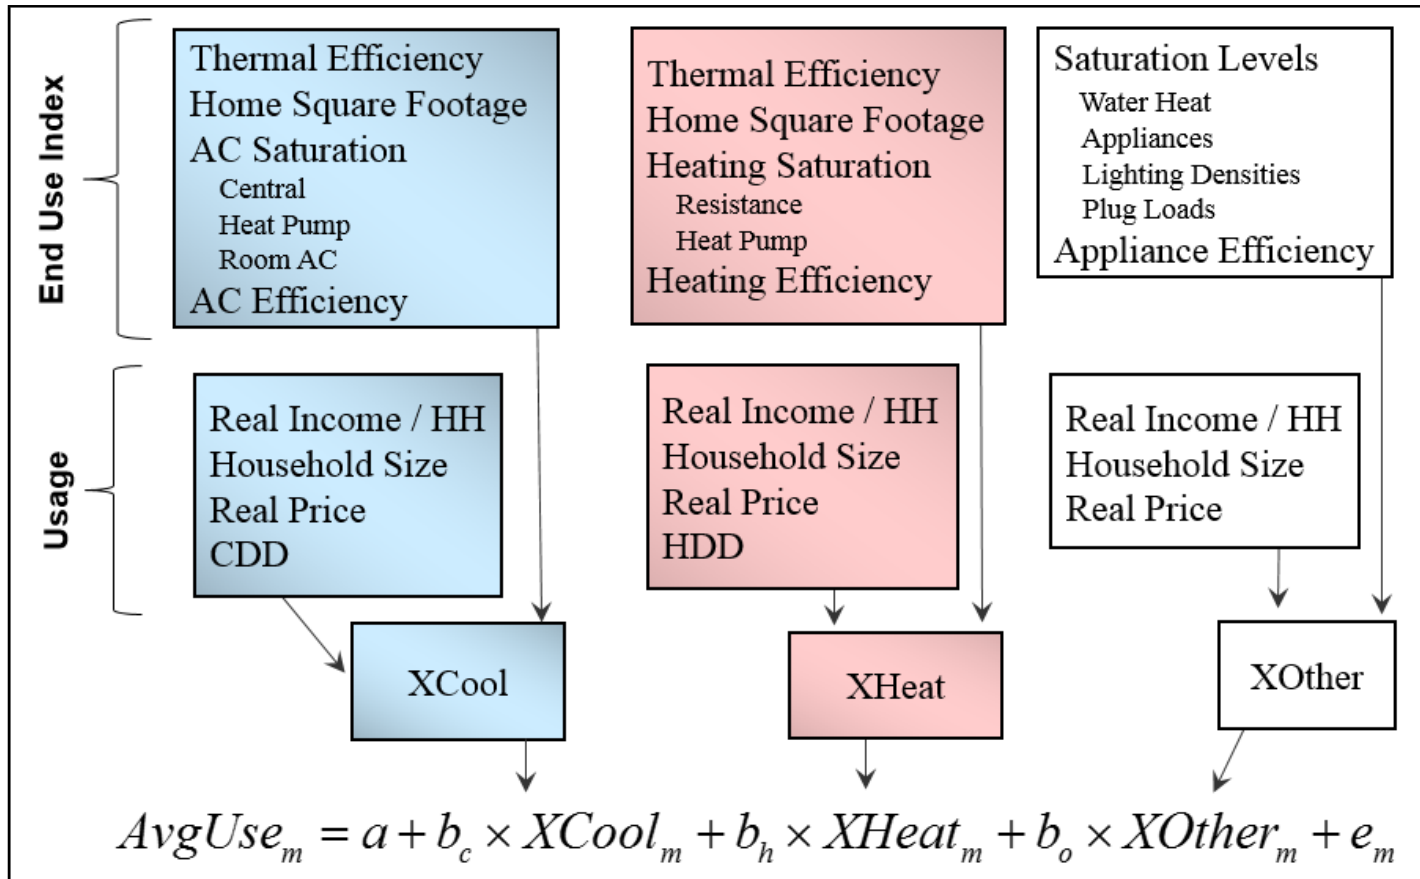 End Use Index
Thermal Efficiency
Home Square Footage
AC Saturation
Central
Heat Pump
Room AC
AC Efficiency
Thermal Efficiency
Home Square Footage
Heating Saturation
Resistance
Heat Pump
Heating Efficiency
Saturation Levels
Water Heat
Appliances
Lighting Densities
Plug Loads
Appliance Efficiency
Usage
Real Income / HH
Household Size
Real Price
CDD
Real Income / HH
Household Size
Real Price
HDD
Real Income / HH
Household Size
Real Price
XCool
XHeat
XOther
AvgUse_m = a + b_c × XCool_m + b_h × XHeat_m + b_o × XOther_m + e_m